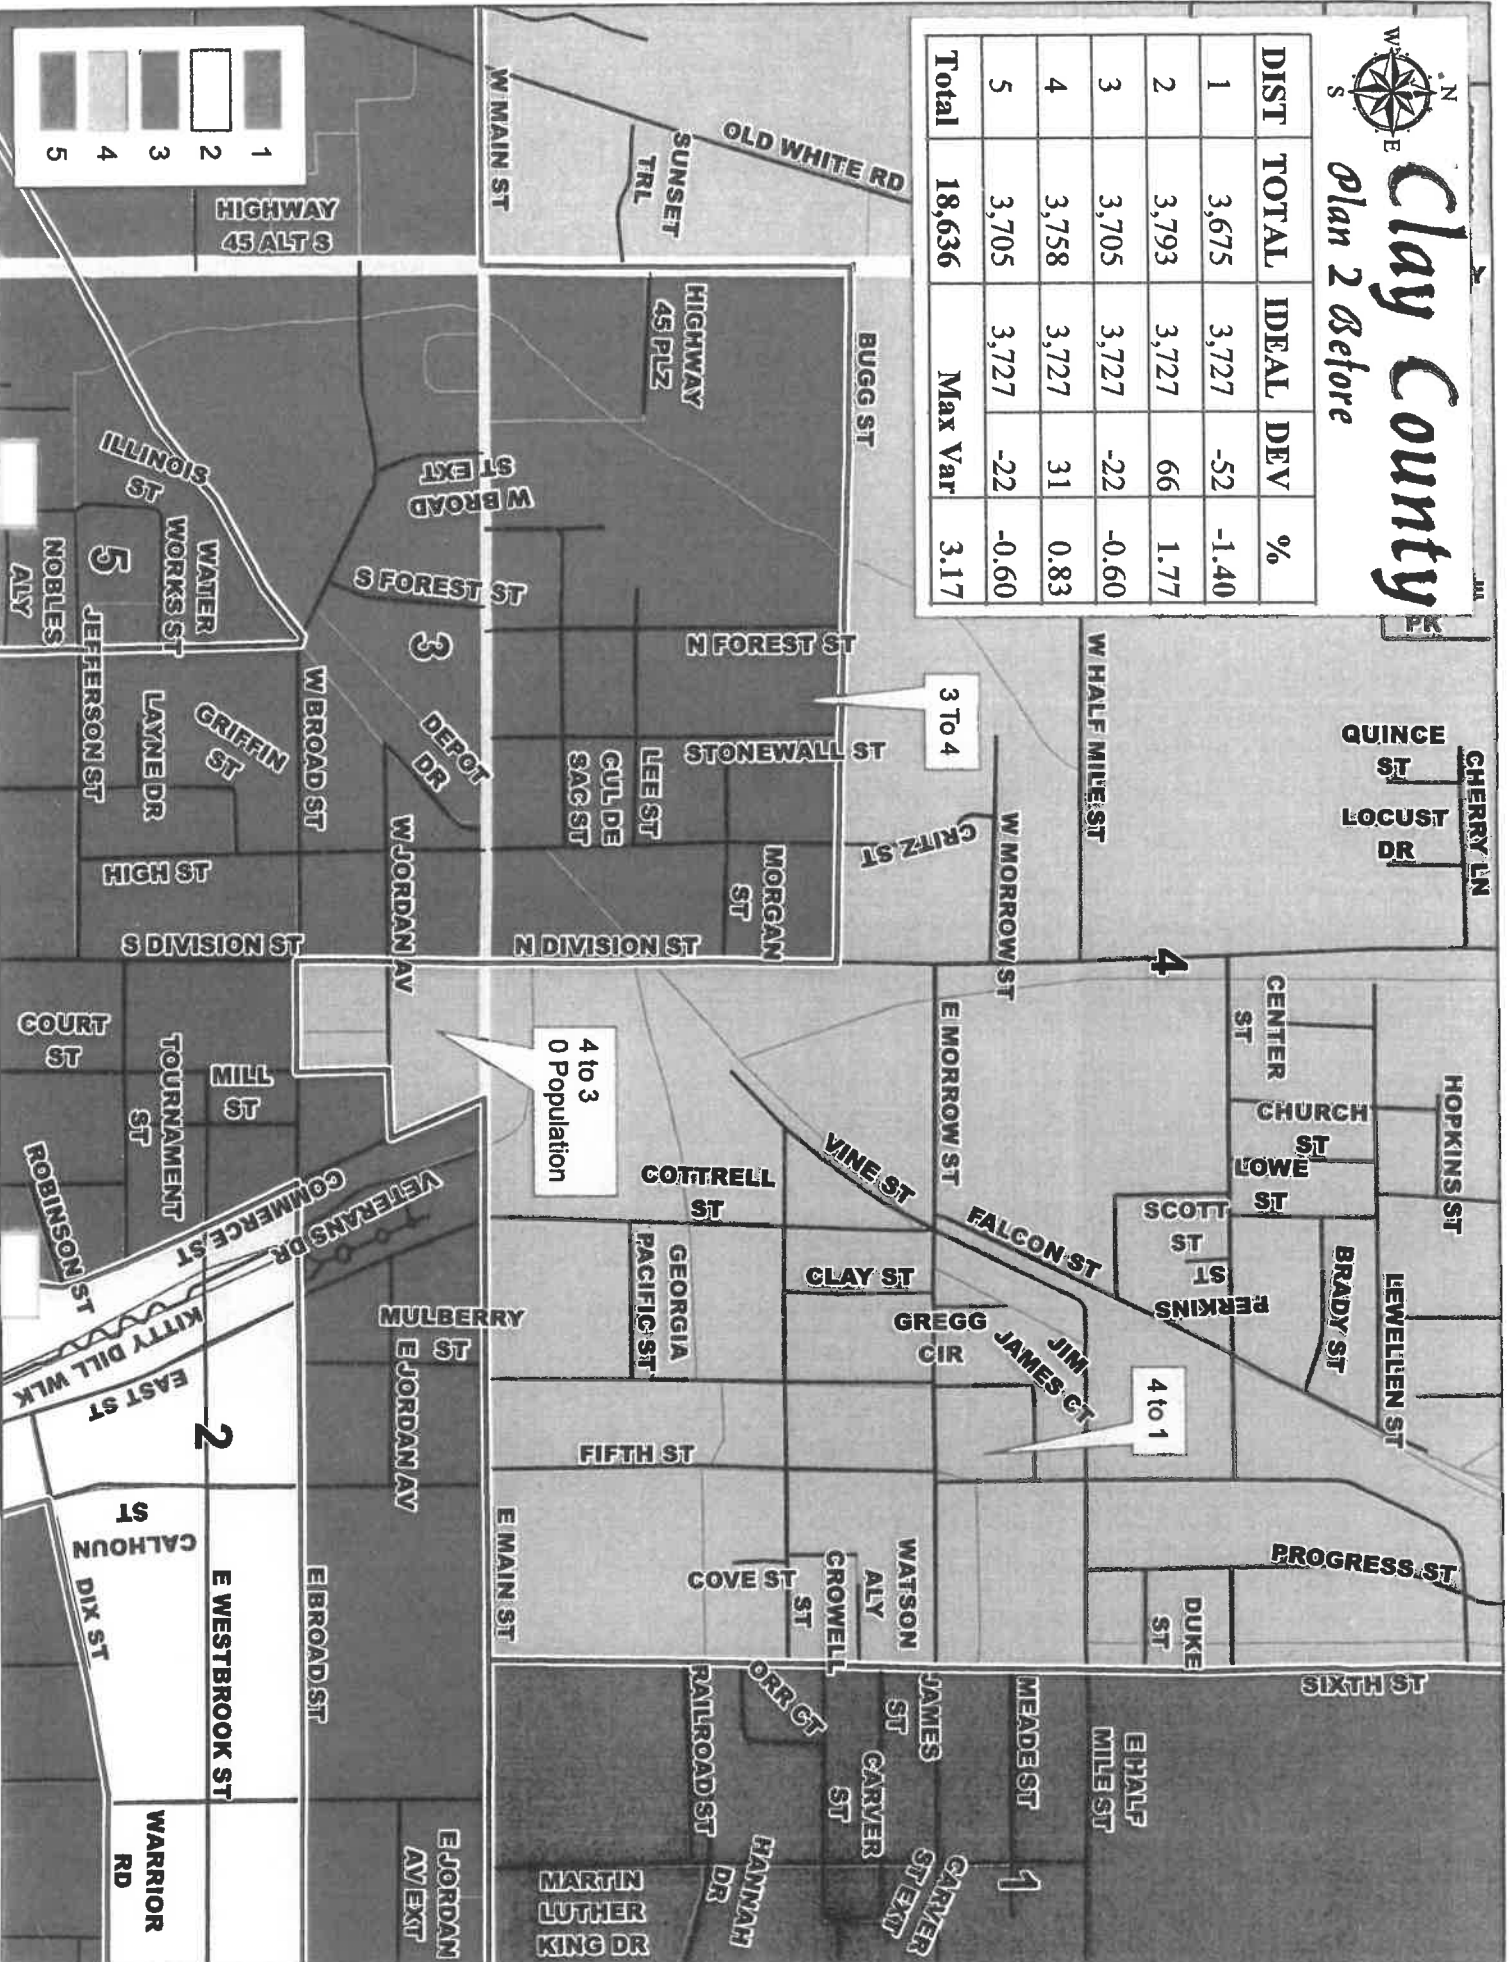 Clay County
Plan 2 Before
N
W
E
S
DIST TOTAL IDEAL DEV %
1 3,675 3,727 -52 -1.40
2 3,793 3,727 66 1.77
3 3,705 3,727 -22 -0.60
4 3,758 3,727 31 0.83
5 3,705 3,727 -22 -0.60
Total 18,636 Max Var 3.17
PK
QUINCE
ST
CHERRY LN
LOCUST
DR
W HALF MILE ST
W MORROW ST
CRITZ ST
OLD WHITE RD
SUNSET
TRL
W MAIN ST
BUGG ST
HIGHWAY
45 PLZ
3 To 4
N FOREST ST
STONEWALL ST
LEE ST
CUL DE
SAC ST
MORGAN
ST
N DIVISION ST
4
CENTER
ST
HOPKINS ST
CHURCH
ST
LOWE
ST
SCOTT
ST
PERKINS
ST
BRADY ST
LEWELLEN ST
E MORROW ST
VINE ST
FALCON ST
COTTRELL
ST
CLAY ST
GREGG
CIR
JIM
JAMES CT
GEORGIA
PACIFIC ST
4 to 1
4 to 3
0 Population
FIFTH ST
PROGRESS ST
DUKE
ST
WATSON
ALY
CROWELL
ST
COVE ST
E MAIN ST
SIXTH ST
E HALF
MILE ST
MEADE ST
JAMES
ST
CARVER
ST
ORR CT
RAILROAD ST
CARVER
ST EXT
HANNAH
DR
MARTIN
LUTHER
KING DR
1
HIGHWAY
45 ALT S
W BROAD
ST EXT
S FOREST ST
3
DEPOT
DR
W JORDAN AV
W BROAD ST
ILLINOIS
ST
WATER
WORKS ST
5
NOBLES
ALY
JEFFERSON ST
LAYNE DR
GRIFFIN
ST
HIGH ST
S DIVISION ST
COURT
ST
TOURNAMENT
ST
MILL
ST
ROBINSON ST
COMMERCE ST
VETERANS DR
KITTY DILL WLK
EAST ST
MULBERRY
ST
E JORDAN AV
2
CALHOUN
ST
DIX ST
E WESTBROOK ST
E BROAD ST
WARRIOR
RD
E JORDAN
AV EXT
1
2
3
4
5